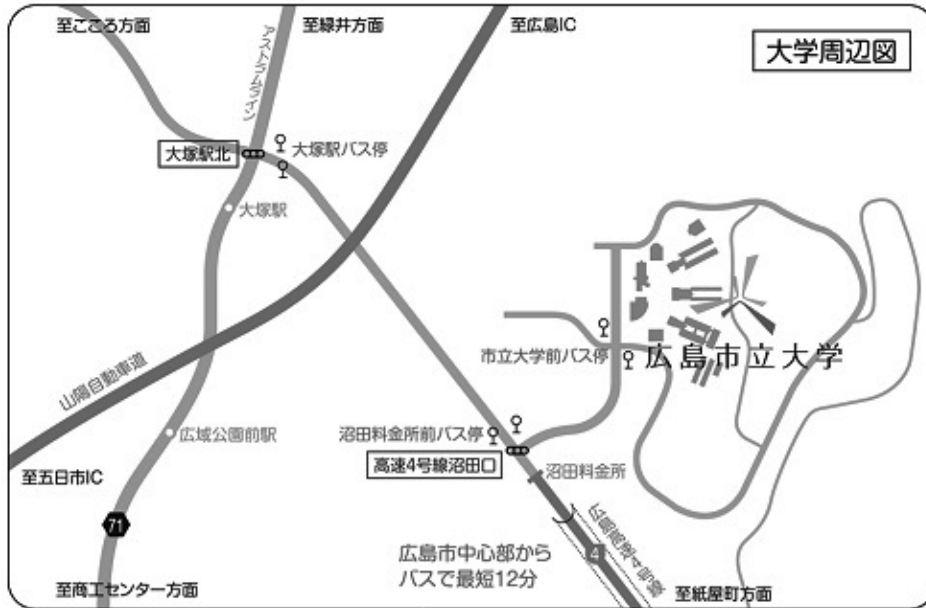 至こころ方面
至緑井方面
至広島IC
大学周辺図
アストラムライン
大塚駅北
大塚駅バス停
大塚駅
市立大学前バス停
広島市立大学
山陽自動車道
広域公園前駅
沼田料金所前バス停
高速4号線沼田口
沼田料金所
至五日市IC
71
広島高速4号線
4
広島市中心部から
バスで最短12分
至商工センター方面
至紙屋町方面